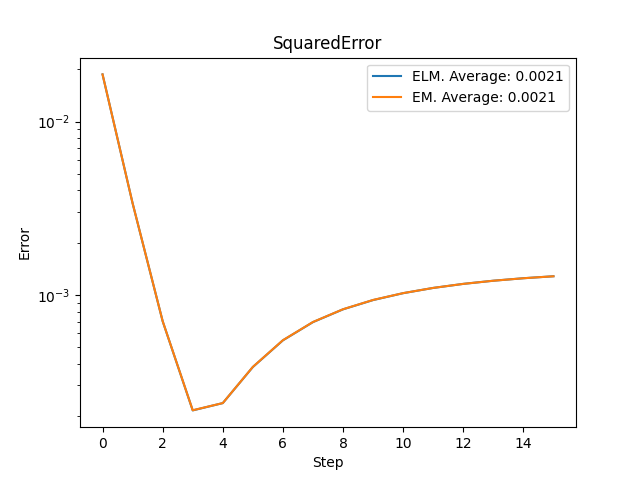 SquaredError
ELM. Average: 0.0021
EM. Average: 0.0021
10⁻²
10⁻³
Error
0 2 4 6 8 10 12 14
Step